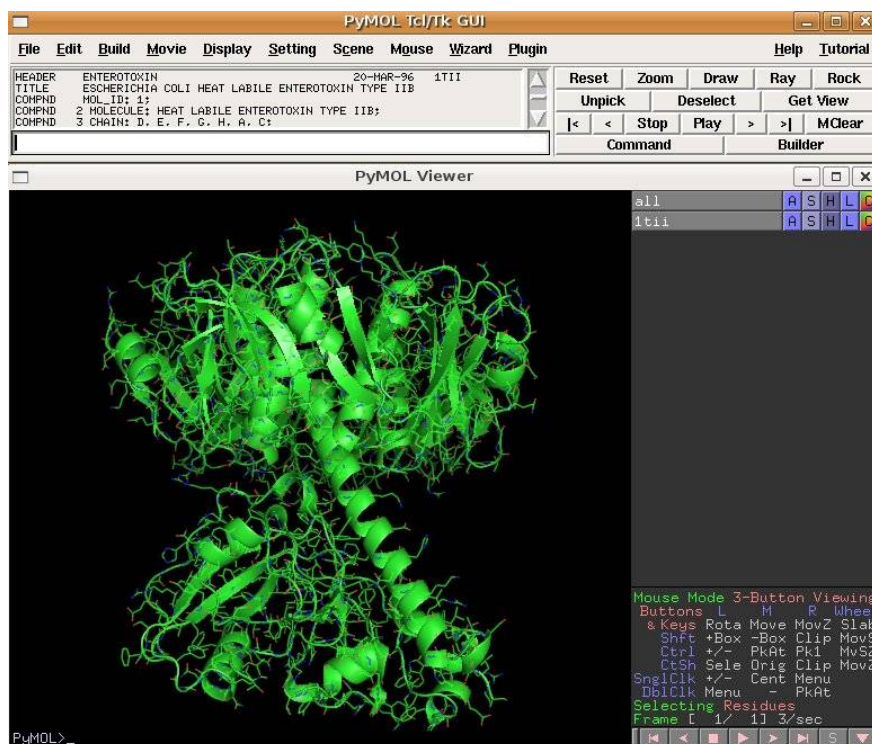 PyMOL Tcl/Tk GUI
File Edit Build Movie Display Setting Scene Mouse Wizard Plugin Help Tutorial
HEADER ENTEROTOXIN 20-MAR-96 1TII
TITLE ESCHERICHIA COLI HEAT LABILE ENTEROTOXIN TYPE IIB
COMPND MOL_ID: 1;
COMPND 2 MOLECULE: HEAT LABILE ENTEROTOXIN TYPE IIB;
COMPND 3 CHAIN: D, E, F, G, H, A, C;
Reset Zoom Draw Ray Rock
Unpick Deselect Get View
|< < Stop Play > >| MClear
Command Builder
PyMOL Viewer
all A S H L C
1tii A S H L C
Mouse Mode 3-Button Viewing
Buttons L M R Wheel
& Keys Rota Move MovZ Slab
Shft +Box -Box Clip MovS
Ctrl +/- PkAt Pk1 MvSZ
CtSh Sele Orig Clip MovZ
SnglClk +/- Cent Menu
DblClk Menu - PkAt
Selecting Residues
Frame [ 1/ 1] 3/sec
PyMOL>_ S